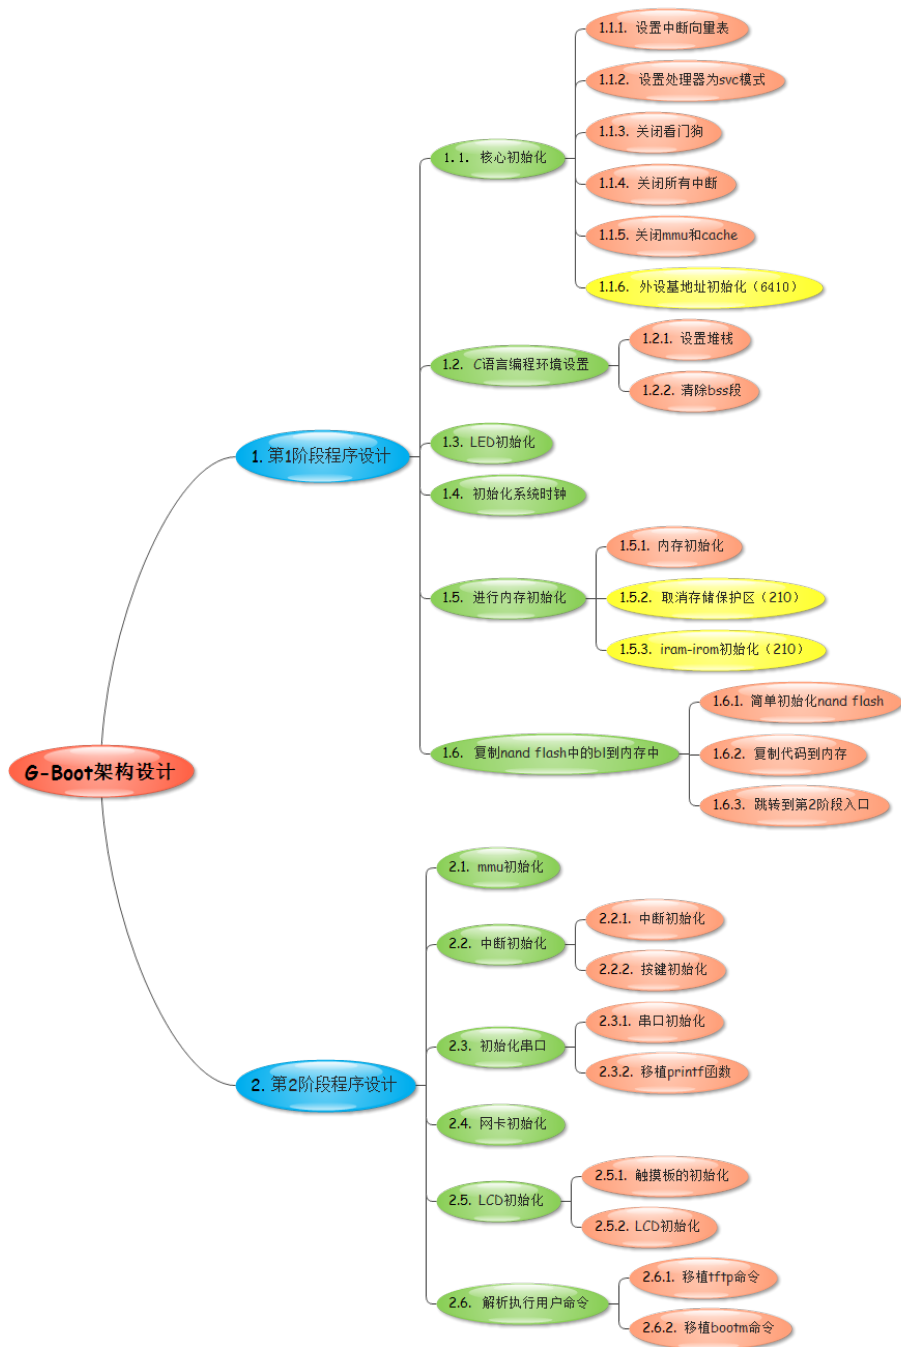 G-Boot架构设计
1. 第1阶段程序设计
1.1. 核心初始化
1.1.1. 设置中断向量表
1.1.2. 设置处理器为svc模式
1.1.3. 关闭看门狗
1.1.4. 关闭所有中断
1.1.5. 关闭mmu和cache
1.1.6. 外设基地址初始化（6410）
1.2. C语言编程环境设置
1.2.1. 设置堆栈
1.2.2. 清除bss段
1.3. LED初始化
1.4. 初始化系统时钟
1.5. 进行内存初始化
1.5.1. 内存初始化
1.5.2. 取消存储保护区（210）
1.5.3. iram-irom初始化（210）
1.6. 复制nand flash中的bl到内存中
1.6.1. 简单初始化nand flash
1.6.2. 复制代码到内存
1.6.3. 跳转到第2阶段入口
2. 第2阶段程序设计
2.1. mmu初始化
2.2. 中断初始化
2.2.1. 中断初始化
2.2.2. 按键初始化
2.3. 初始化串口
2.3.1. 串口初始化
2.3.2. 移植printf函数
2.4. 网卡初始化
2.5. LCD初始化
2.5.1. 触摸板的初始化
2.5.2. LCD初始化
2.6. 解析执行用户命令
2.6.1. 移植tftp命令
2.6.2. 移植bootm命令